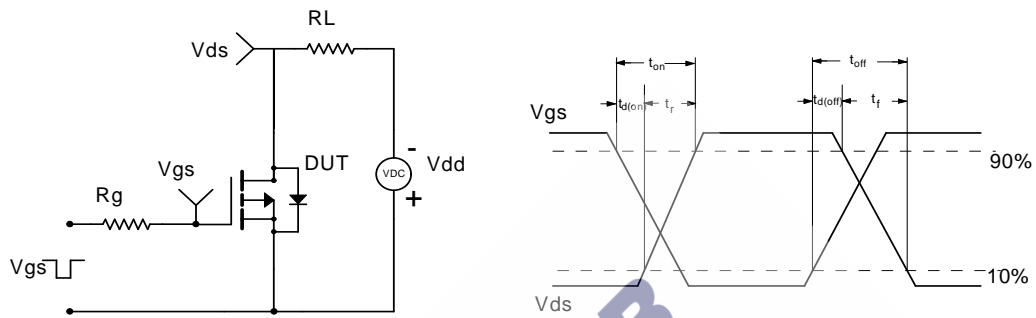 RL
Vds
Vgs
DUT
-
VDC
Vdd
+
Rg
Vgs
ton
toff
td(on)
tr
td(off)
tf
Vgs
90%
10%
Vds